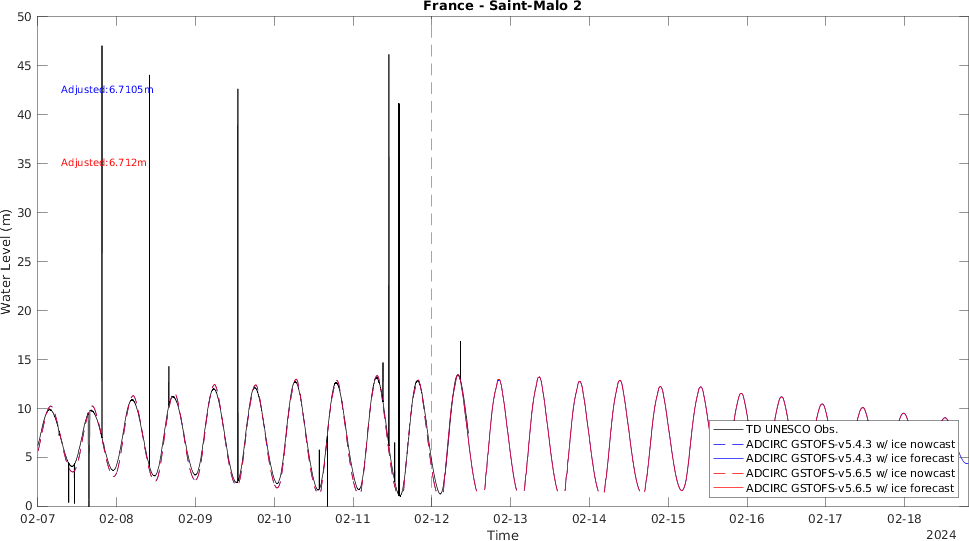 France - Saint-Malo 2
50
45
40
35
30
25
20
15
10
5
0
Water Level (m)
Adjusted:6.7105m
Adjusted:6.712m
TD UNESCO Obs.
ADCIRC GSTOFS-v5.4.3 w/ ice nowcast
ADCIRC GSTOFS-v5.4.3 w/ ice forecast
ADCIRC GSTOFS-v5.6.5 w/ ice nowcast
ADCIRC GSTOFS-v5.6.5 w/ ice forecast
02-07 02-08 02-09 02-10 02-11 02-12 02-13 02-14 02-15 02-16 02-17 02-18
Time
2024